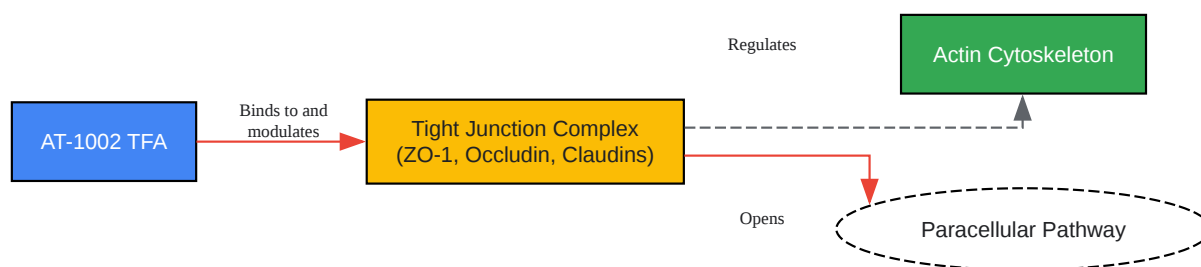 AT-1002 TFA
Binds to and
modulates
Tight Junction Complex
(ZO-1, Occludin, Claudins)
Regulates
Actin Cytoskeleton
Opens
Paracellular Pathway